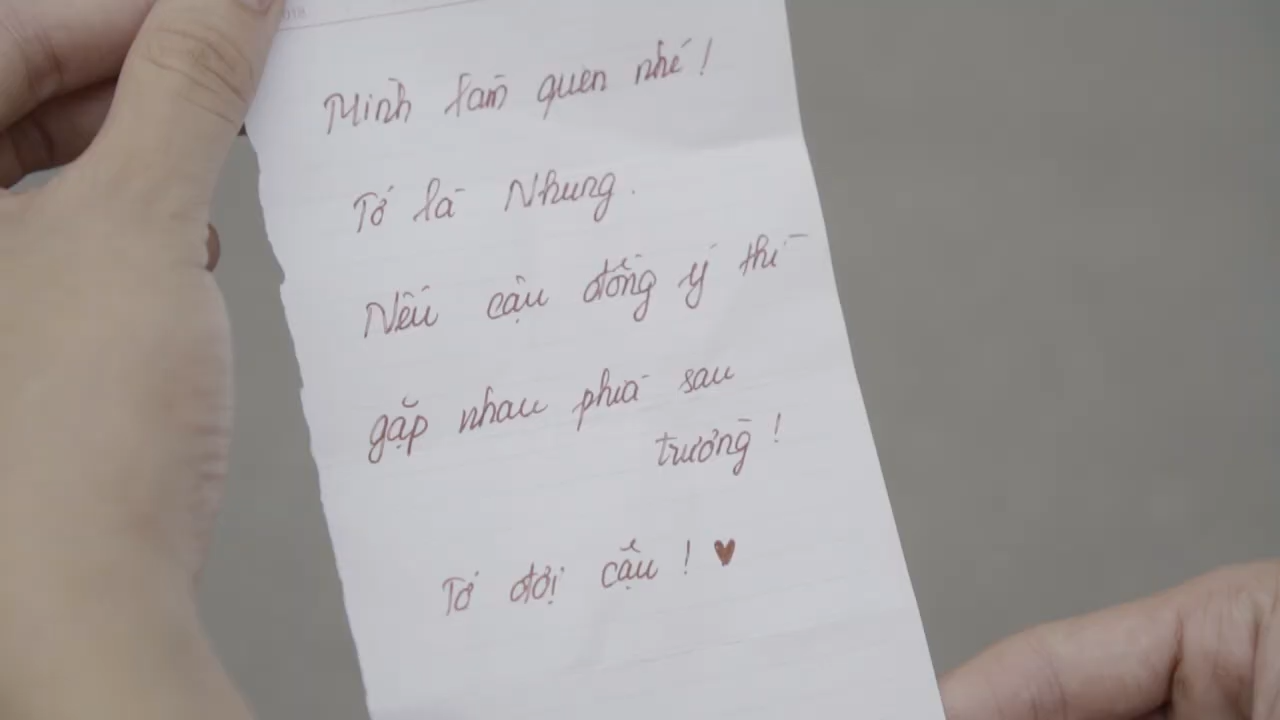 018
Mình làm quen nhé!
Tớ là Nhung.
Nếu cậu đồng ý thì
gặp nhau phía sau
trường!
Tớ đợi cậu! ♥